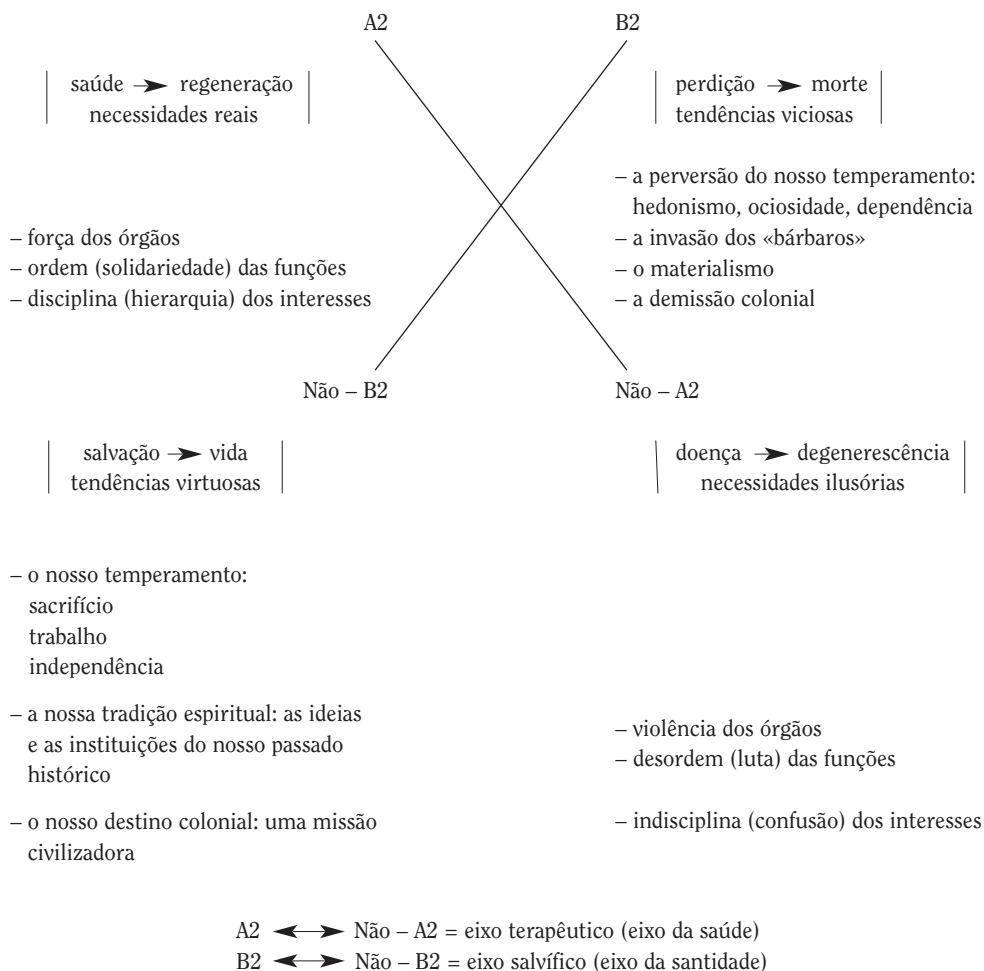 A2
B2
saúde → regeneração
necessidades reais
perdição → morte
tendências viciosas
– força dos órgãos
– ordem (solidariedade) das funções
– disciplina (hierarquia) dos interesses
– a perversão do nosso temperamento:
hedonismo, ociosidade, dependência
– a invasão dos «bárbaros»
– o materialismo
– a demissão colonial
Não – B2
Não – A2
salvação → vida
tendências virtuosas
doença → degenerescência
necessidades ilusórias
– o nosso temperamento:
sacrifício
trabalho
independência
– a nossa tradição espiritual: as ideias
e as instituições do nosso passado
histórico
– o nosso destino colonial: uma missão
civilizadora
– violência dos órgãos
– desordem (luta) das funções
– indisciplina (confusão) dos interesses
A2 ↔ Não – A2 = eixo terapêutico (eixo da saúde)
B2 ↔ Não – B2 = eixo salvífico (eixo da santidade)